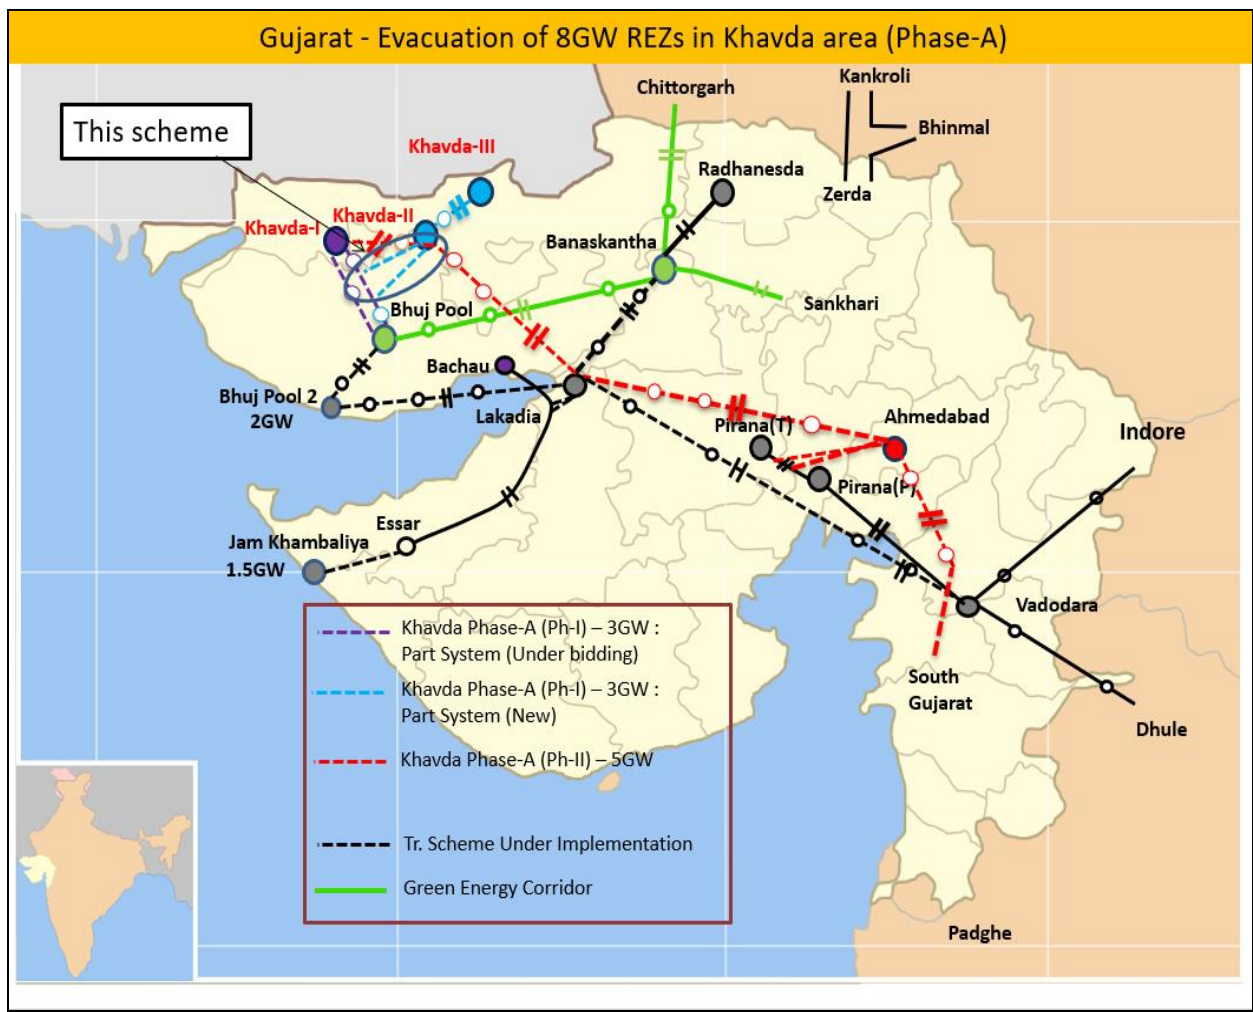 Gujarat - Evacuation of 8GW REZs in Khavda area (Phase-A)
Kankroli
Chittorgarh
This scheme
Bhinmal
Khavda-III
Radhanesda
Zerda
Khavda-II
Khavda-I
Banaskantha
Sankhari
Bhuj Pool
Bachau
Bhuj Pool 2
2GW
Lakadia
Pirana(T)
Ahmedabad
Indore
Pirana(P)
Essar
Jam Khambaliya
1.5GW
Vadodara
Khavda Phase-A (Ph-I) – 3GW :
Part System (Under bidding)
Khavda Phase-A (Ph-I) – 3GW :
Part System (New)
South
Gujarat
Dhule
Khavda Phase-A (Ph-II) – 5GW
Tr. Scheme Under Implementation
Green Energy Corridor
Padghe